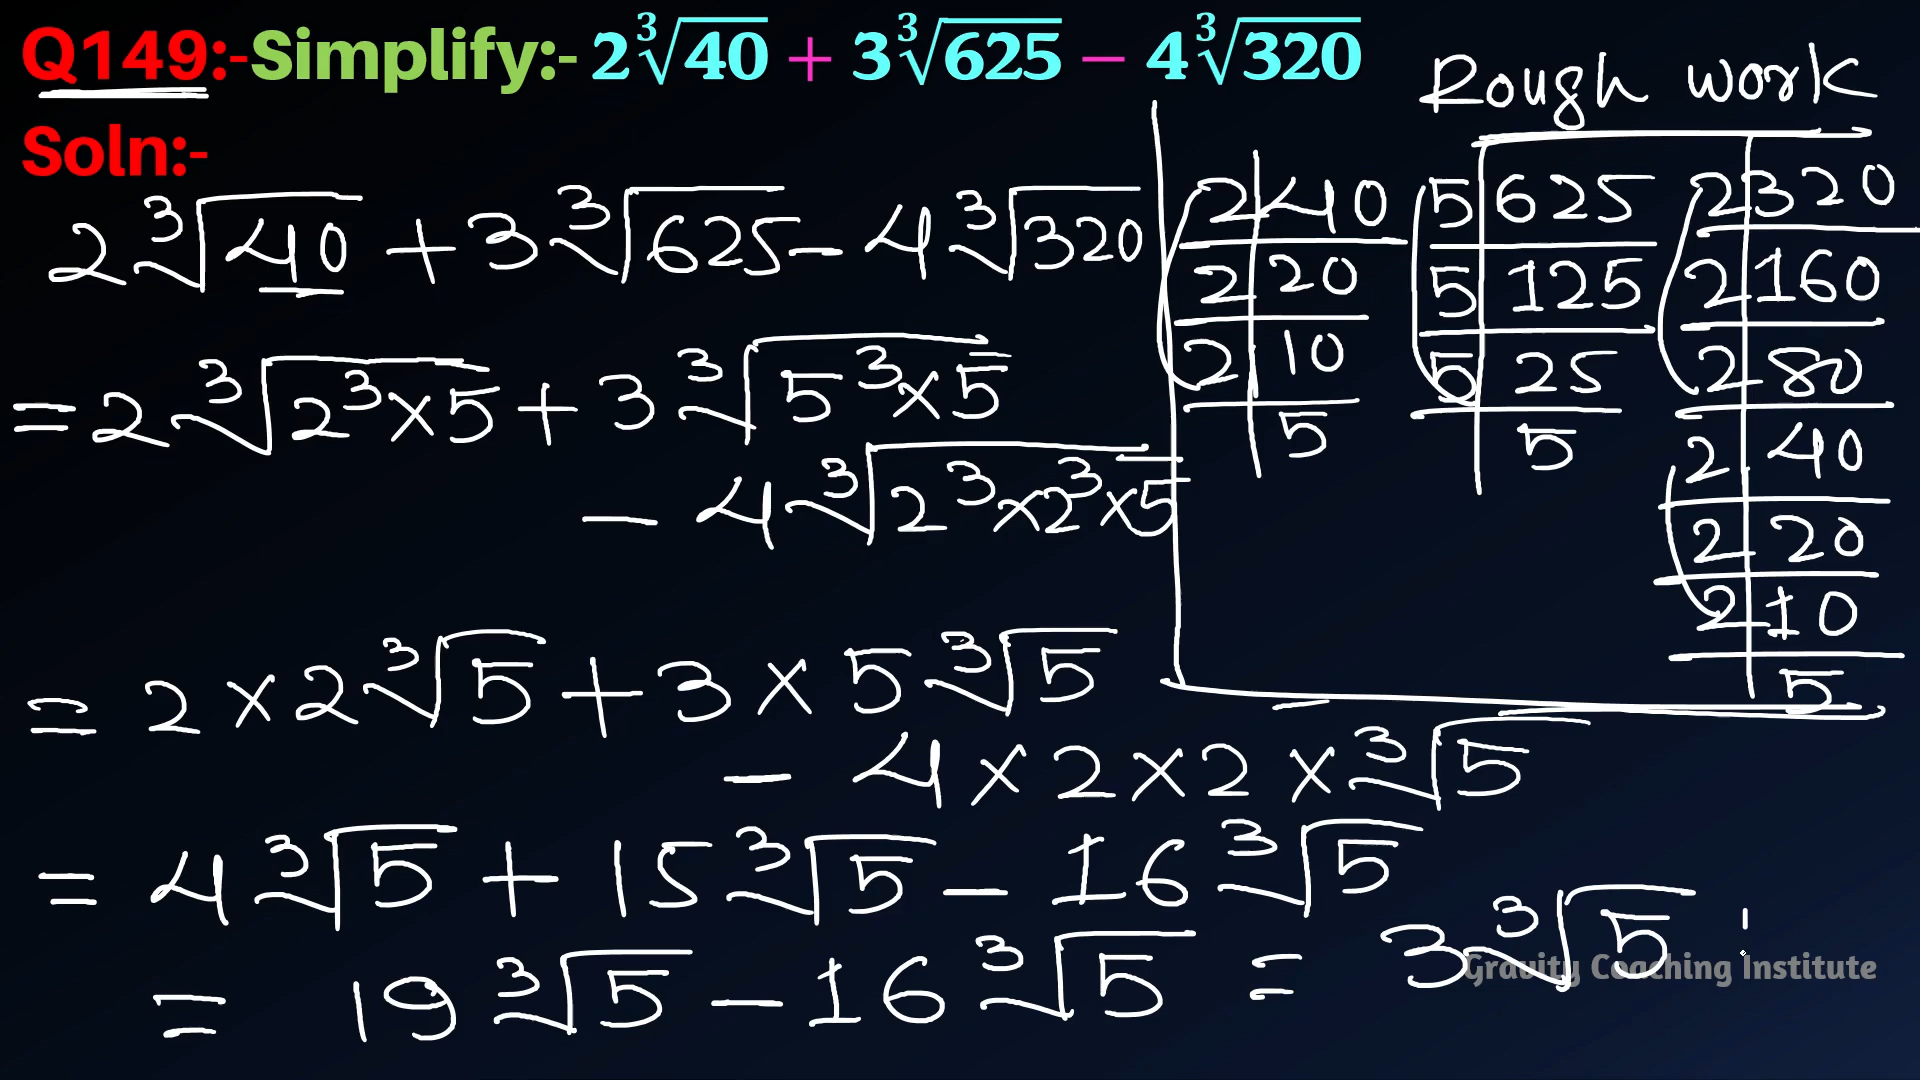 Q149:-Simplify:- 2∛40 + 3∛625 − 4∛320
Rough work
Soln:-
2∛40 + 3∛625 − 4∛320
= 2∛(2³×5) + 3∛(5³×5)
− 4∛(2³×2³×5)
2 | 40
2 | 20
2 | 10
5
5 | 625
5 | 125
5 | 25
5
2 | 320
2 | 160
2 | 80
2 | 40
2 | 20
2 | 10
5
= 2 × 2∛5 + 3 × 5∛5
− 4 × 2 × 2 × ∛5
= 4∛5 + 15∛5 − 16∛5
= 19∛5 − 16∛5 = 3∛5
Gravity Coaching Institute